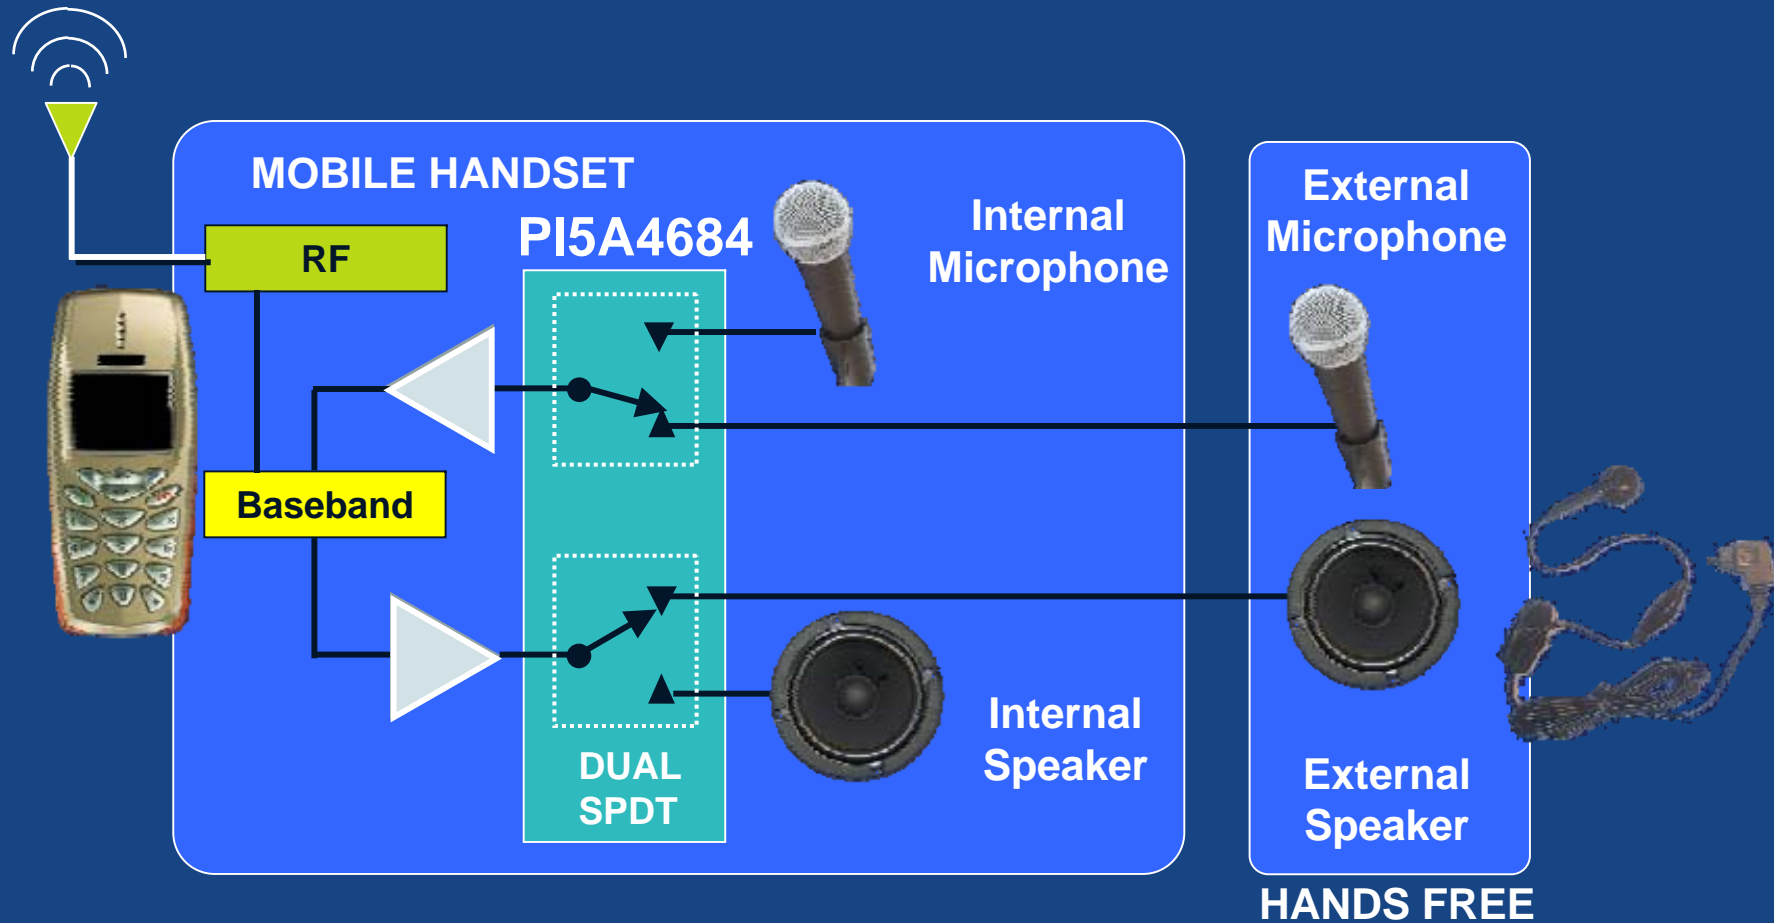 MOBILE HANDSET
RF
PI5A4684
Internal
Microphone
External
Microphone
Baseband
DUAL
SPDT
Internal
Speaker
External
Speaker
HANDS FREE